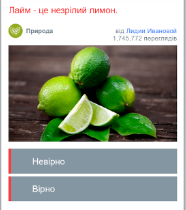 Лайм - це незрілий лимон.
Природа
від Лидии Ивановой
1,745,772 переглядів
Невірно
Вірно